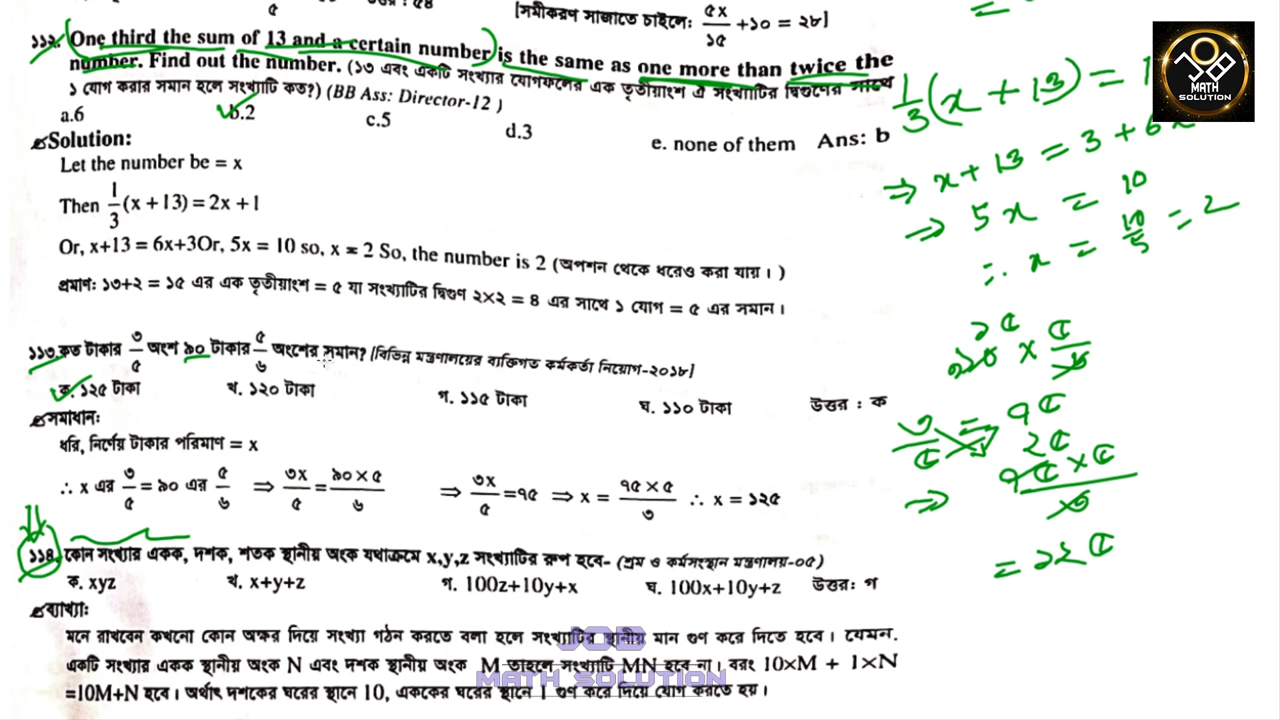 [সমীকরণ সাজাতে চাইলে: ৫x/১৫ +১০ = ২৮]
১১২. One third the sum of 13 and a certain number is the same as one more than twice the
number. Find out the number. (১৩ এবং একটি সংখ্যার যোগফলের এক তৃতীয়াংশ ঐ সংখ্যাটির দ্বিগুণের সাথে
১ যোগ করার সমান হলে সংখ্যাটি কত?) (BB Ass: Director-12 )
a.6 b.2 c.5 d.3 e. none of them Ans: b
Solution:
Let the number be = x
Then 1/3 (x +13) = 2x +1
Or, x+13 = 6x+3Or, 5x = 10 so, x = 2 So, the number is 2 (অপশন থেকে ধরেও করা যায়। )
প্রমাণ: ১৩+২ = ১৫ এর এক তৃতীয়াংশ = ৫ যা সংখ্যাটির দ্বিগুণ ২×২ = ৪ এর সাথে ১ যোগ = ৫ এর সমান।
১১৩. কত টাকার ৩/৫ অংশ ৯০ টাকার ৫/৬ অংশের সমান? [বিভিন্ন মন্ত্রণালয়ের ব্যক্তিগত কর্মকর্তা নিয়োগ-২০১৮]
ক. ১২৫ টাকা খ. ১২০ টাকা গ. ১১৫ টাকা ঘ. ১১০ টাকা উত্তর : ক
সমাধান:
ধরি, নির্ণেয় টাকার পরিমাণ = x
∴ x এর ৩/৫ = ৯০ এর ৫/৬ ⇒ ৩x/৫ = ৯০×৫/৬ ⇒ ৩x/৫ =৭৫ ⇒ x = ৭৫×৫/৩ ∴ x = ১২৫
১১৪. কোন সংখ্যার একক, দশক, শতক স্থানীয় অংক যথাক্রমে x,y,z সংখ্যাটির রুপ হবে- (শ্রম ও কর্মসংস্থান মন্ত্রণালয়-০৫)
ক. xyz খ. x+y+z গ. 100z+10y+x ঘ. 100x+10y+z উত্তর: গ
ব্যাখ্যা:
মনে রাখবেন কখনো কোন অক্ষর দিয়ে সংখ্যা গঠন করতে বলা হলে সংখ্যাটির স্থানীয় মান গুণ করে দিতে হবে। যেমন.
একটি সংখ্যার একক স্থানীয় অংক N এবং দশক স্থানীয় অংক M তাহলে সংখ্যাটি MN হবে না। বরং 10×M + 1×N
=10M+N হবে। অর্থাৎ দশকের ঘরের স্থানে 10, এককের ঘরের স্থানে 1 গুণ করে দিয়ে যোগ করতে হয়।
1/3 (x + 13) = 1
⇒ x + 13 = 3 + 6x
⇒ 5x = 10
∴ x = 10/5 = 2
= ৭৫
৩/৫
২৫
৭৫ × ৫
⇒
৩
= ১২৫
JOB
MATH
SOLUTION
JOB
MATH SOLUTION